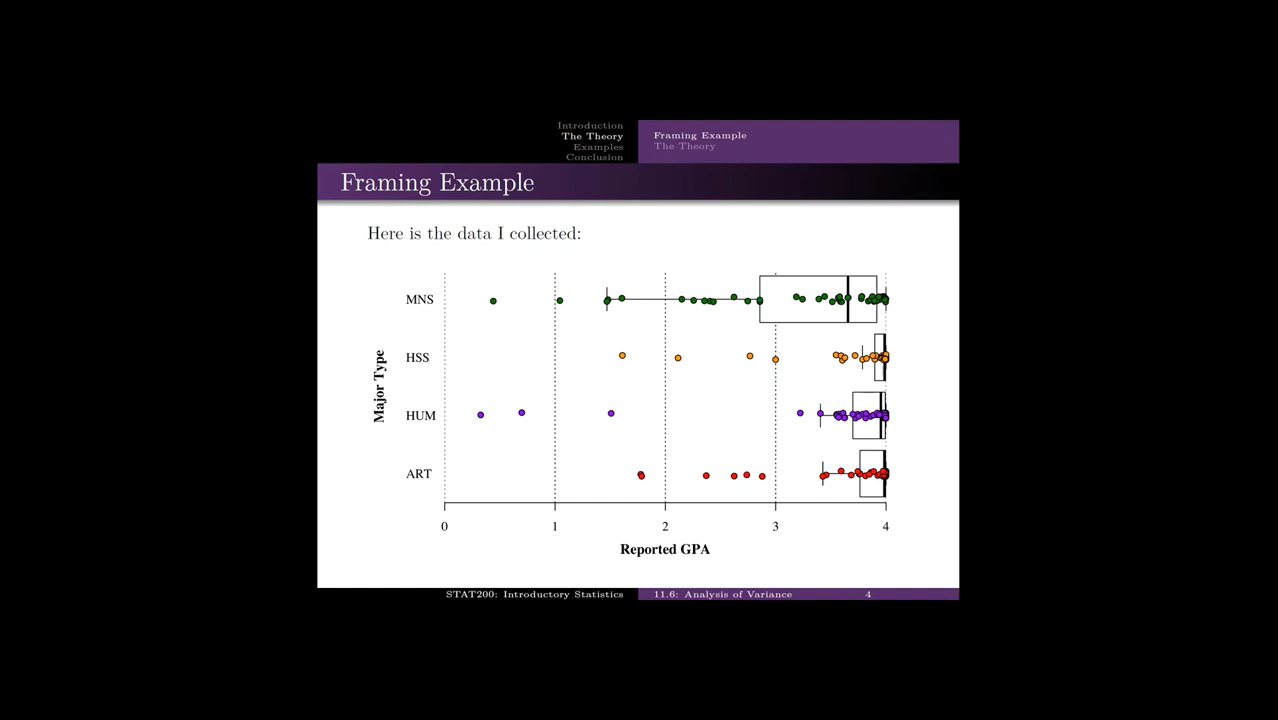 Introduction
The Theory
Examples
Conclusion
Framing Example
The Theory
Framing Example
Here is the data I collected:
MNS
HSS
HUM
ART
Major Type
0 1 2 3 4
Reported GPA
STAT200: Introductory Statistics 11.6: Analysis of Variance 4